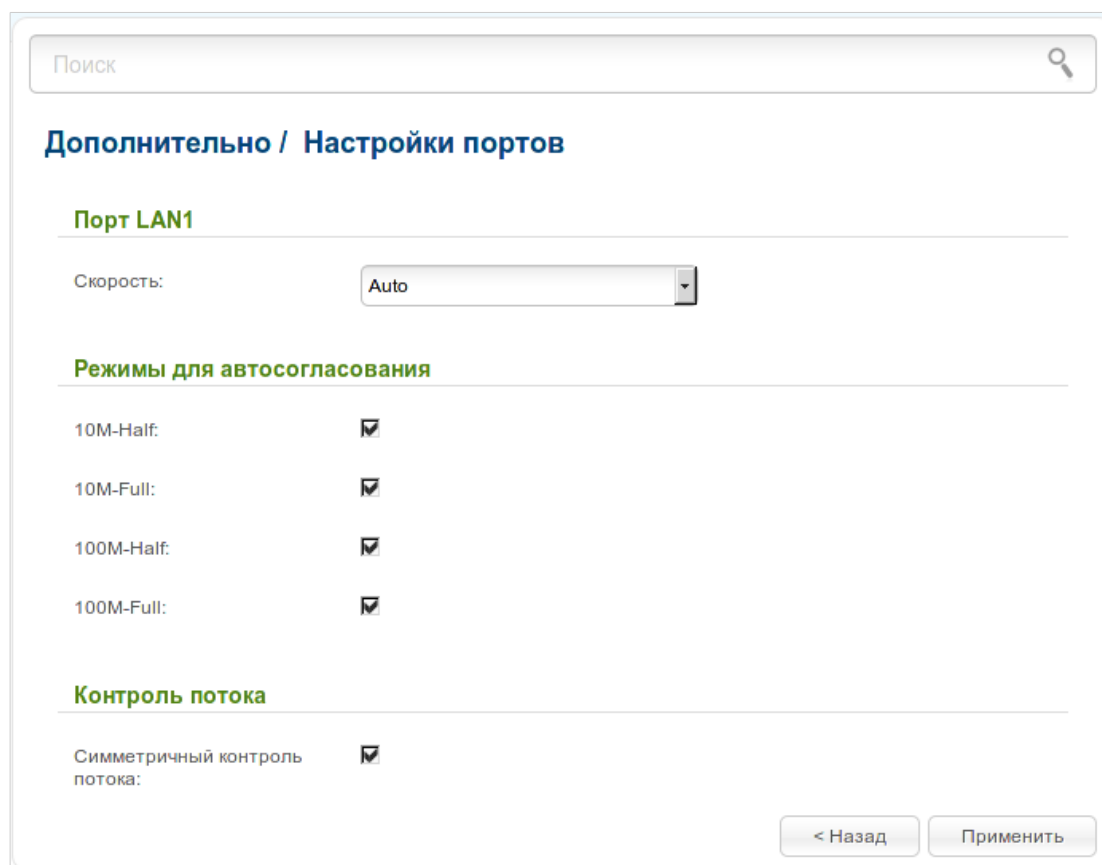 Поиск
Дополнительно /  Настройки портов
Порт LAN1
Скорость:
Auto
Режимы для автосогласования
10M-Half:
10M-Full:
100M-Half:
100M-Full:
Контроль потока
Симметричный контроль
потока:
< Назад
Применить